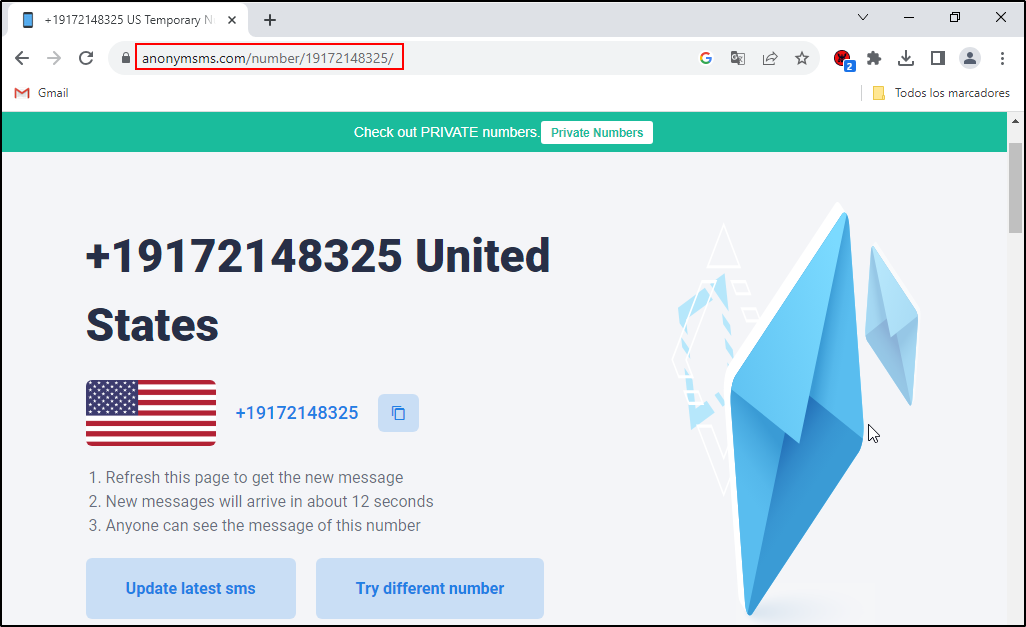 +19172148325 US Temporary N
anonymsms.com/number/19172148325/
2
Gmail
Todos los marcadores
Check out PRIVATE numbers. Private Numbers
+19172148325 United
States
+19172148325
1. Refresh this page to get the new message
2. New messages will arrive in about 12 seconds
3. Anyone can see the message of this number
Update latest sms
Try different number